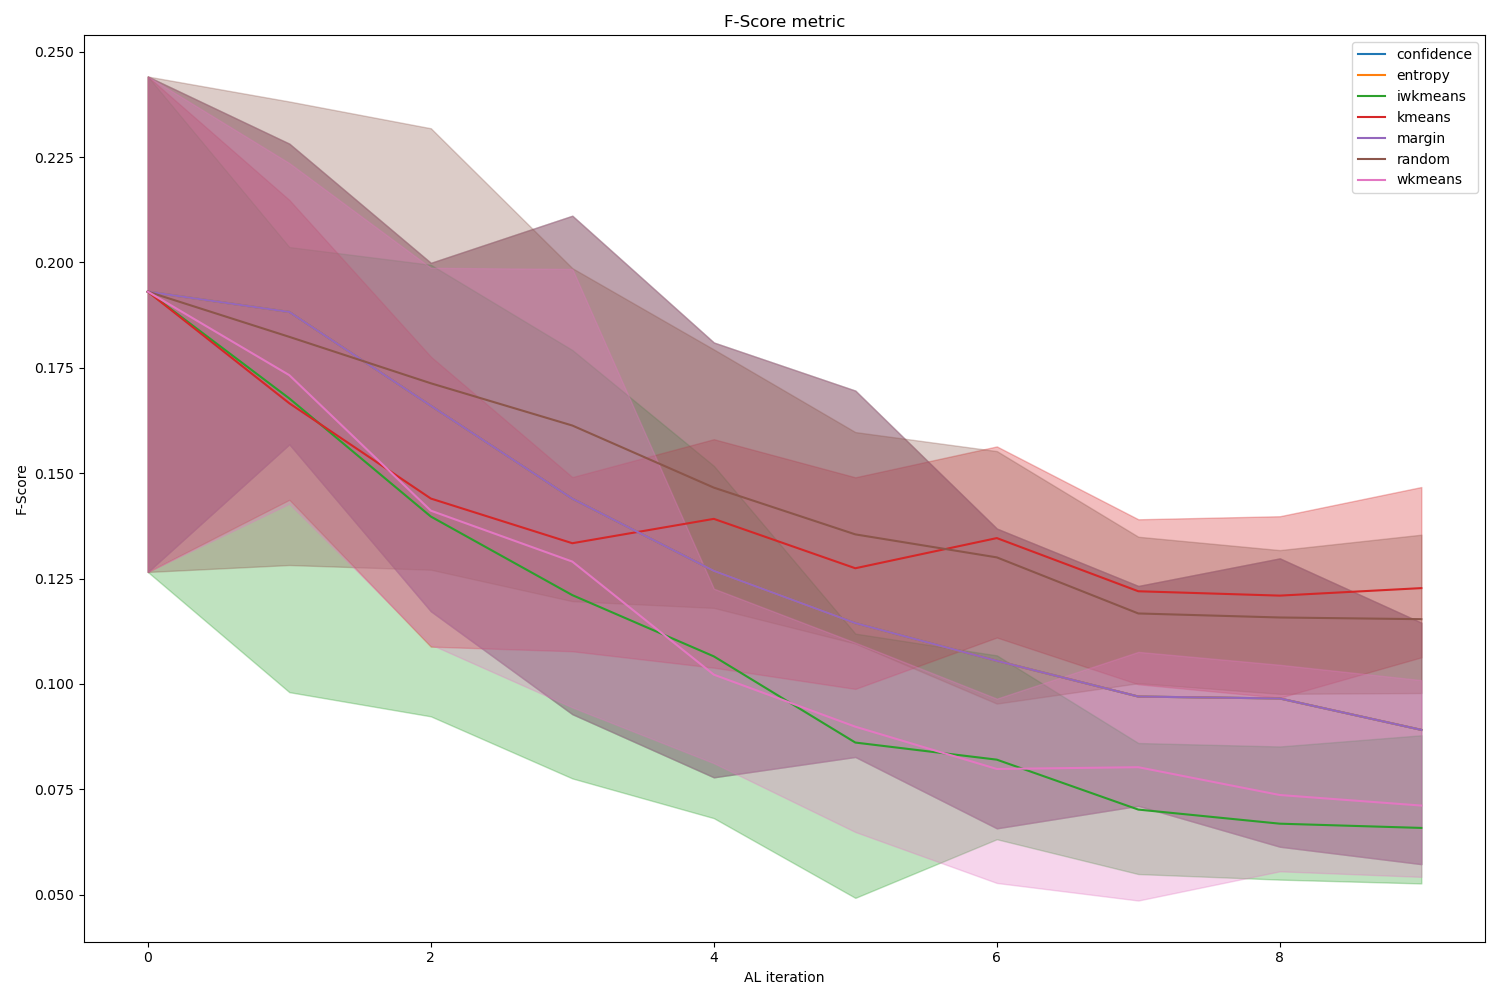 F-Score metric
0.250
0.225
0.200
0.175
0.150
0.125
0.100
0.075
0.050
F-Score
0
2
4
6
8
AL iteration
confidence
entropy
iwkmeans
kmeans
margin
random
wkmeans